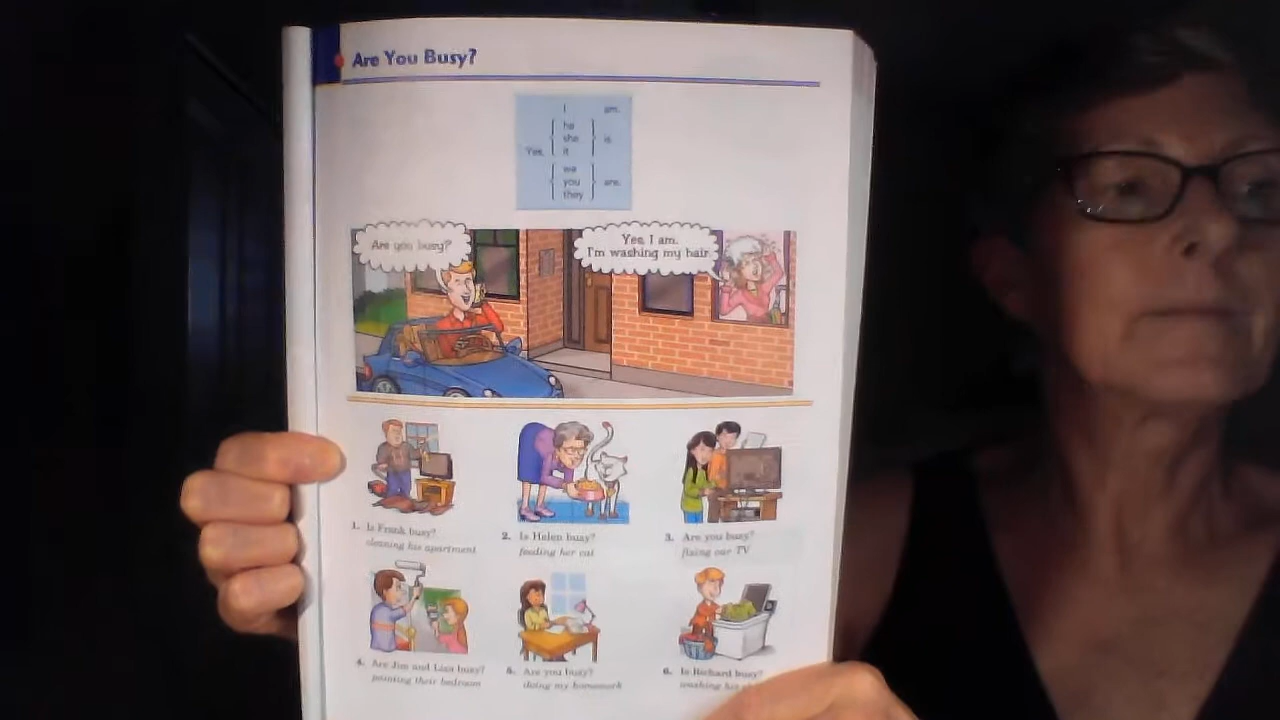 Are You Busy?
I am.
he
she is
Yes, it
we
you are.
they
Are you busy?
Yes, I am.
I'm washing my hair.
1. Is Frank busy?
cleaning his apartment
2. Is Helen busy?
feeding her cat
3. Are you busy?
fixing our TV
4. Are Jim and Lisa busy?
painting their bedroom
5. Are you busy?
doing my homework
6. Is Richard busy?
washing his